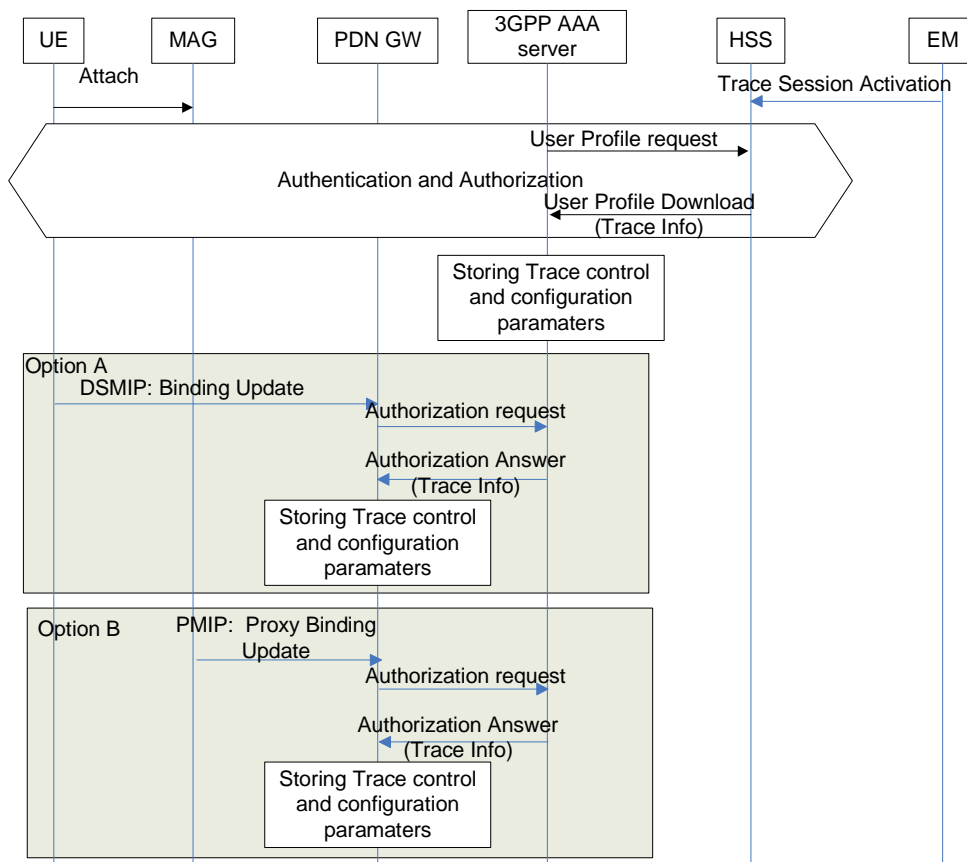 UE
MAG
PDN GW
3GPP AAA
server
HSS
EM
Attach
Trace Session Activation
User Profile request
Authentication and Authorization
User Profile Download
(Trace Info)
Storing Trace control
and configuration
paramaters
Option A
DSMIP: Binding Update
Authorization request
Authorization Answer
(Trace Info)
Storing Trace control
and configuration
paramaters
Option B
PMIP: Proxy Binding
Update
Authorization request
Authorization Answer
(Trace Info)
Storing Trace control
and configuration
paramaters